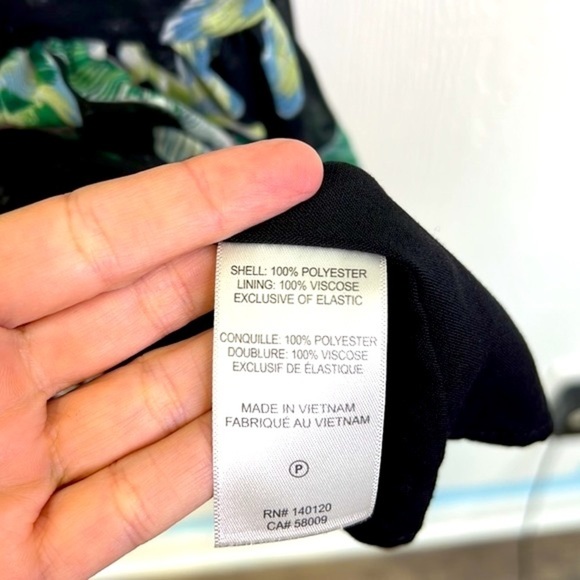 SHELL: 100% POLYESTER
LINING: 100% VISCOSE
EXCLUSIVE OF ELASTIC
CONQUILLE: 100% POLYESTER
DOUBLURE: 100% VISCOSE
EXCLUSIF DE ÉLASTIQUE
MADE IN VIETNAM
FABRIQUÉ AU VIETNAM
P
RN# 140120
CA# 58009